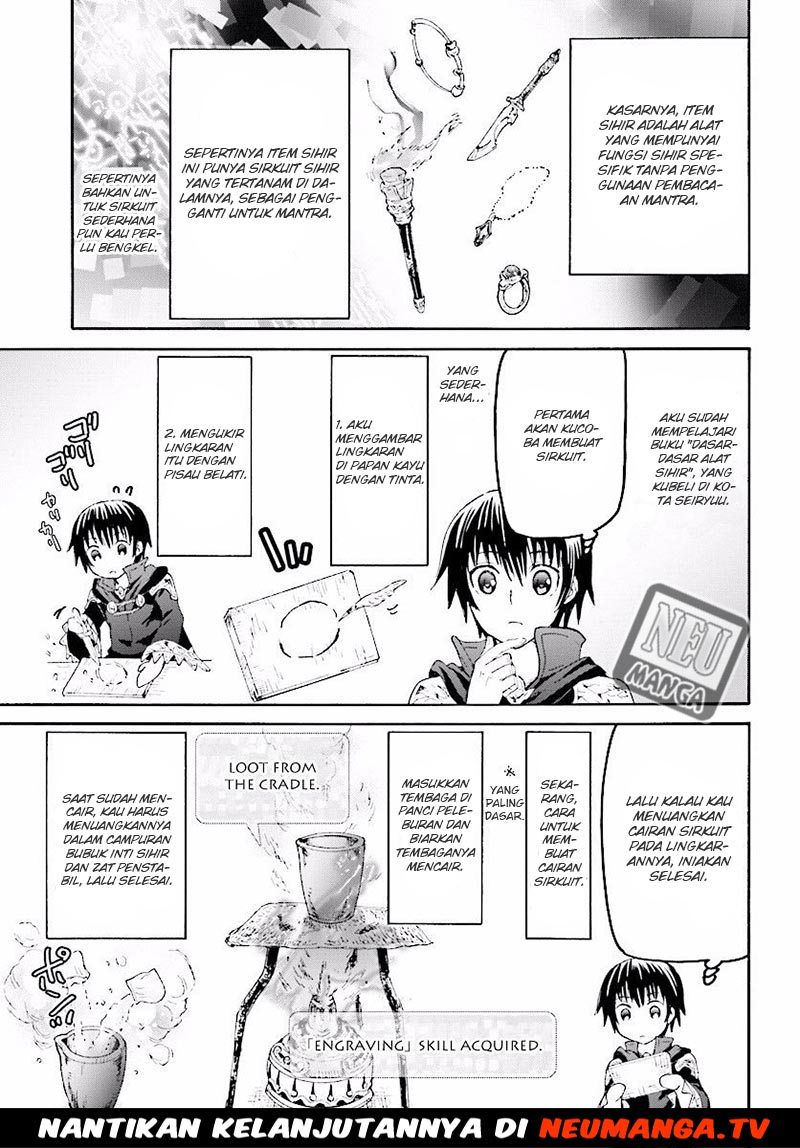 KASARNYA, ITEM
SIHIR ADALAH ALAT
YANG MEMPUNYAI
FUNGSI SIHIR SPE-
SIFIK TANPA PENG-
GUNAAN PEMBACA-
AN MANTRA.
SEPERTINYA ITEM SIHIR
INI PUNYA SIRKUIT SIHIR
YANG TERTANAM DI DA-
LAMNYA, SEBAGAI PENG-
GANTI UNTUK MANTRA.
SEPERTINYA
BAHKAN UN-
TUK SIRKUIT
SEDERHANA
PUN KAU PER-
LU BENGKEL.
AKU SUDAH
MEMPELAJARI
BUKU "DASAR-
DASAR ALAT
SIHIR", YANG
KUBELI DI KO-
TA SEIRYUU.
PERTAMA
AKAN KUCO-
BA MEMBUAT
SIRKUIT.
YANG
SEDER-
HANA...
1. AKU
MENGGAMBAR
LINGKARAN
DI PAPAN KAYU
DENGAN TINTA.
2. MENGUKIR
LINGKARAN
ITU DENGAN
PISAU BELATI.
ゴソゴソ
NEU
MANGA
LALU KALAU KAU
MENUANGKAN
CAIRAN SIRKUIT
PADA LINGKAR-
ANNYA, INIAKAN
SELESAI.
SEKA-
RANG,
CARA
UNTUK
MEM-
BUAT
CAIRAN
SIRKUIT.
※
YANG
PALING
DASAR.
MASUKKAN
TEMBAGA DI
PANCI PELE-
BURAN DAN
BIARKAN
TEMBAGANYA
MENCAIR.
LOOT FROM
THE CRADLE.
SAAT SUDAH MEN-
CAIR, KAU HARUS
MENUANGKANNYA
DALAM CAMPURAN
BUBUK INTI SIHIR
DAN ZAT PENSTA-
BIL, LALU SELESAI.
ポイ
「ENGRAVING」 SKILL ACQUIRED.
NANTIKAN KELANJUTANNYA DI NEUMANGA.TV